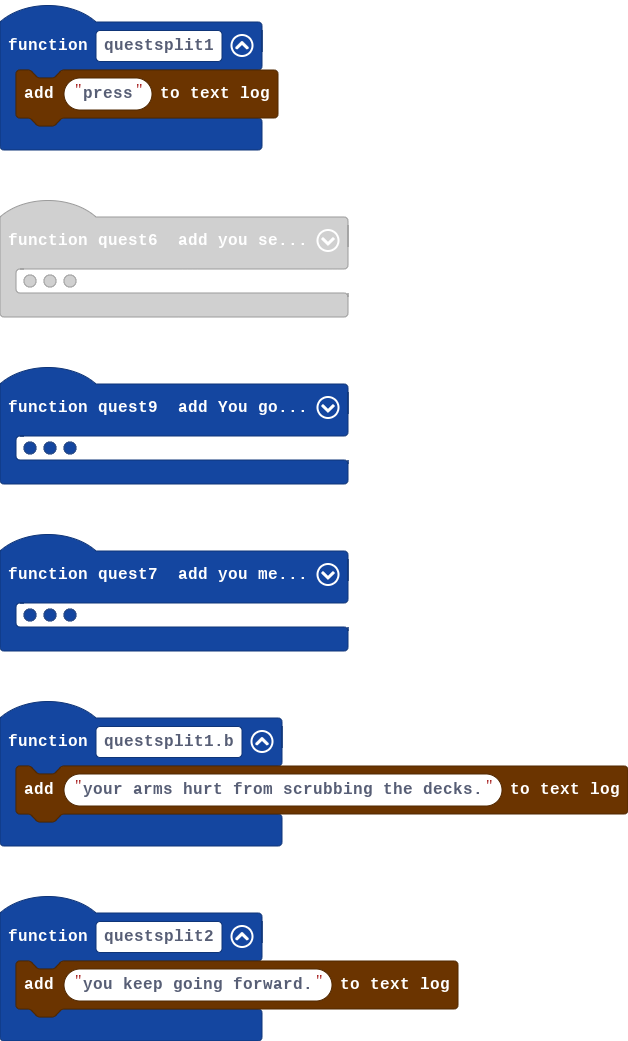 function questsplit1
add "press" to text log
function quest6 add you se...
function quest9 add You go...
function quest7 add you me...
function questsplit1.b
add "your arms hurt from scrubbing the decks." to text log
function questsplit2
add "you keep going forward." to text log